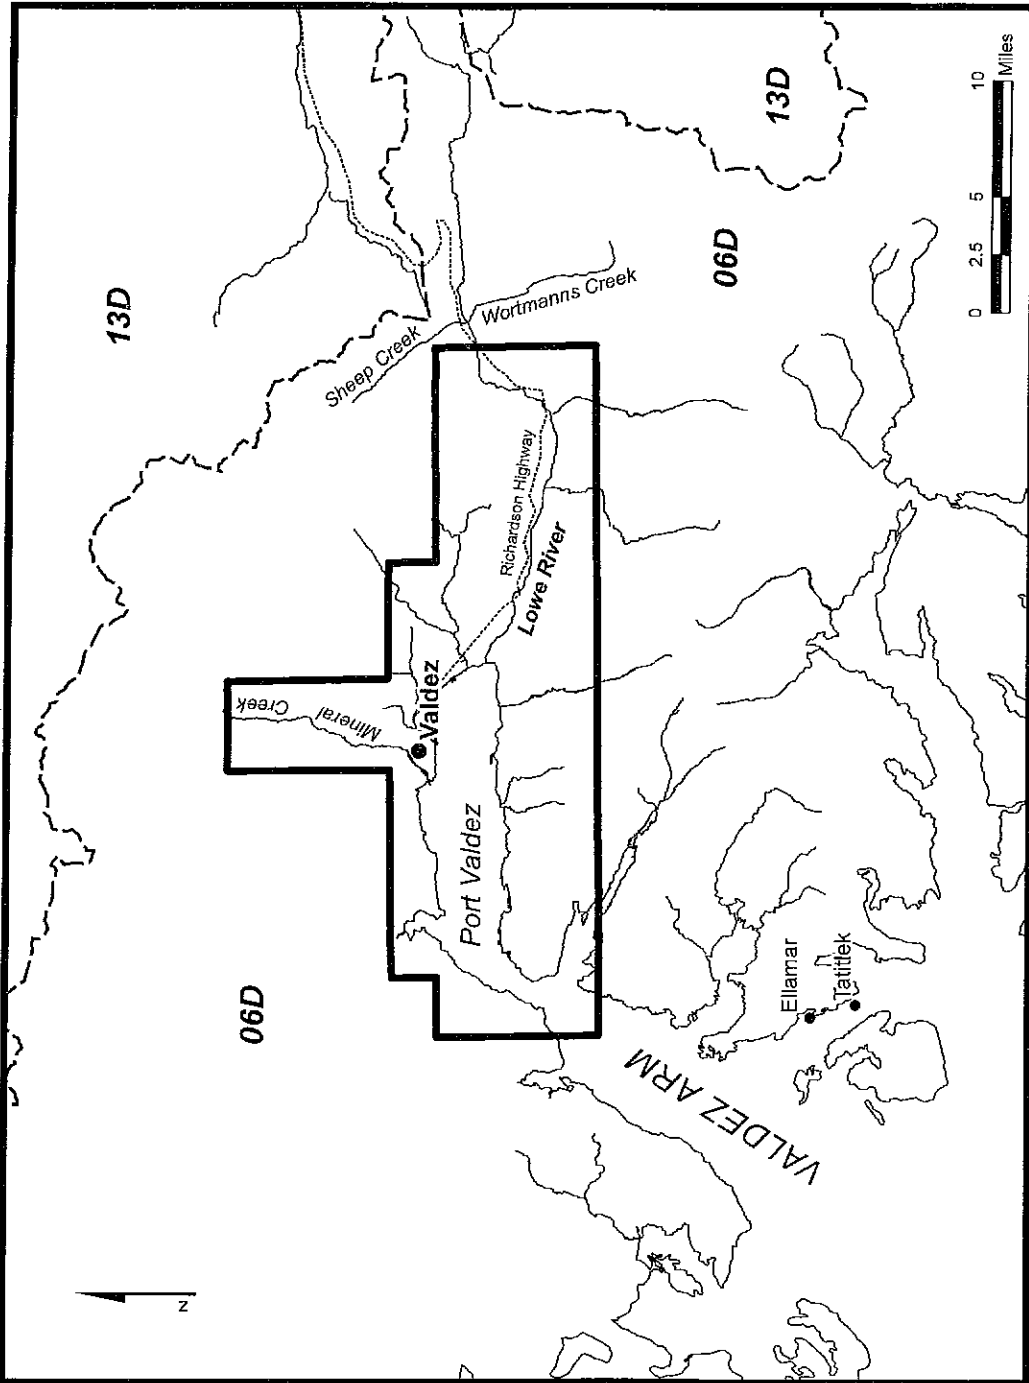 13D
13D
06D
06D
Sheep Creek
Wortmanns Creek
Richardson Highway
Lowe River
Mineral
Creek
Valdez
Port Valdez
VALDEZ ARM
Ellamar
Tatitlek
N
0 2.5 5 10
Miles